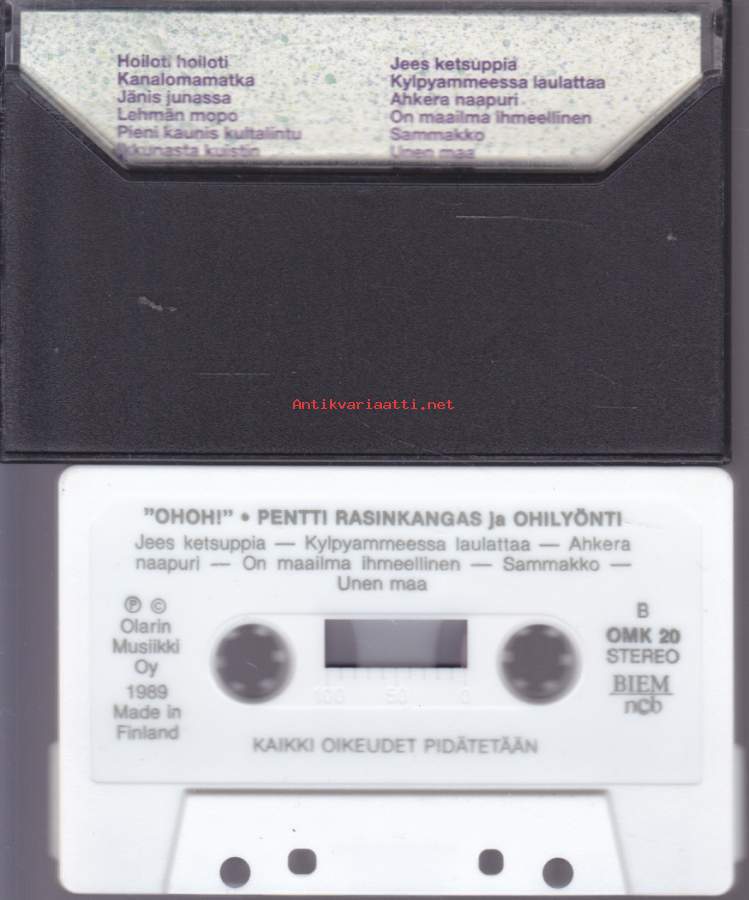 Hoiloti hoiloti
Kanalomamatka
Jänis junassa
Lehmän mopo
Pieni kaunis kultalintu
Ikkunasta kuistin
Jees ketsuppia
Kylpyammeessa laulattaa
Ahkera naapuri
On maailma ihmeellinen
Sammakko
Unen maa
Antikvariaatti.net
"OHOH!" • PENTTI RASINKANGAS ja OHILYÖNTI
Jees ketsuppia — Kylpyammeessa laulattaa — Ahkera
naapuri — On maailma ihmeellinen — Sammakko —
Unen maa
Ⓟ ©
Olarin
Musiikki
Oy
1989
Made in
Finland
B
OMK 20
STEREO
BIEM
ncb
100 50 0
KAIKKI OIKEUDET PIDÄTETÄÄN